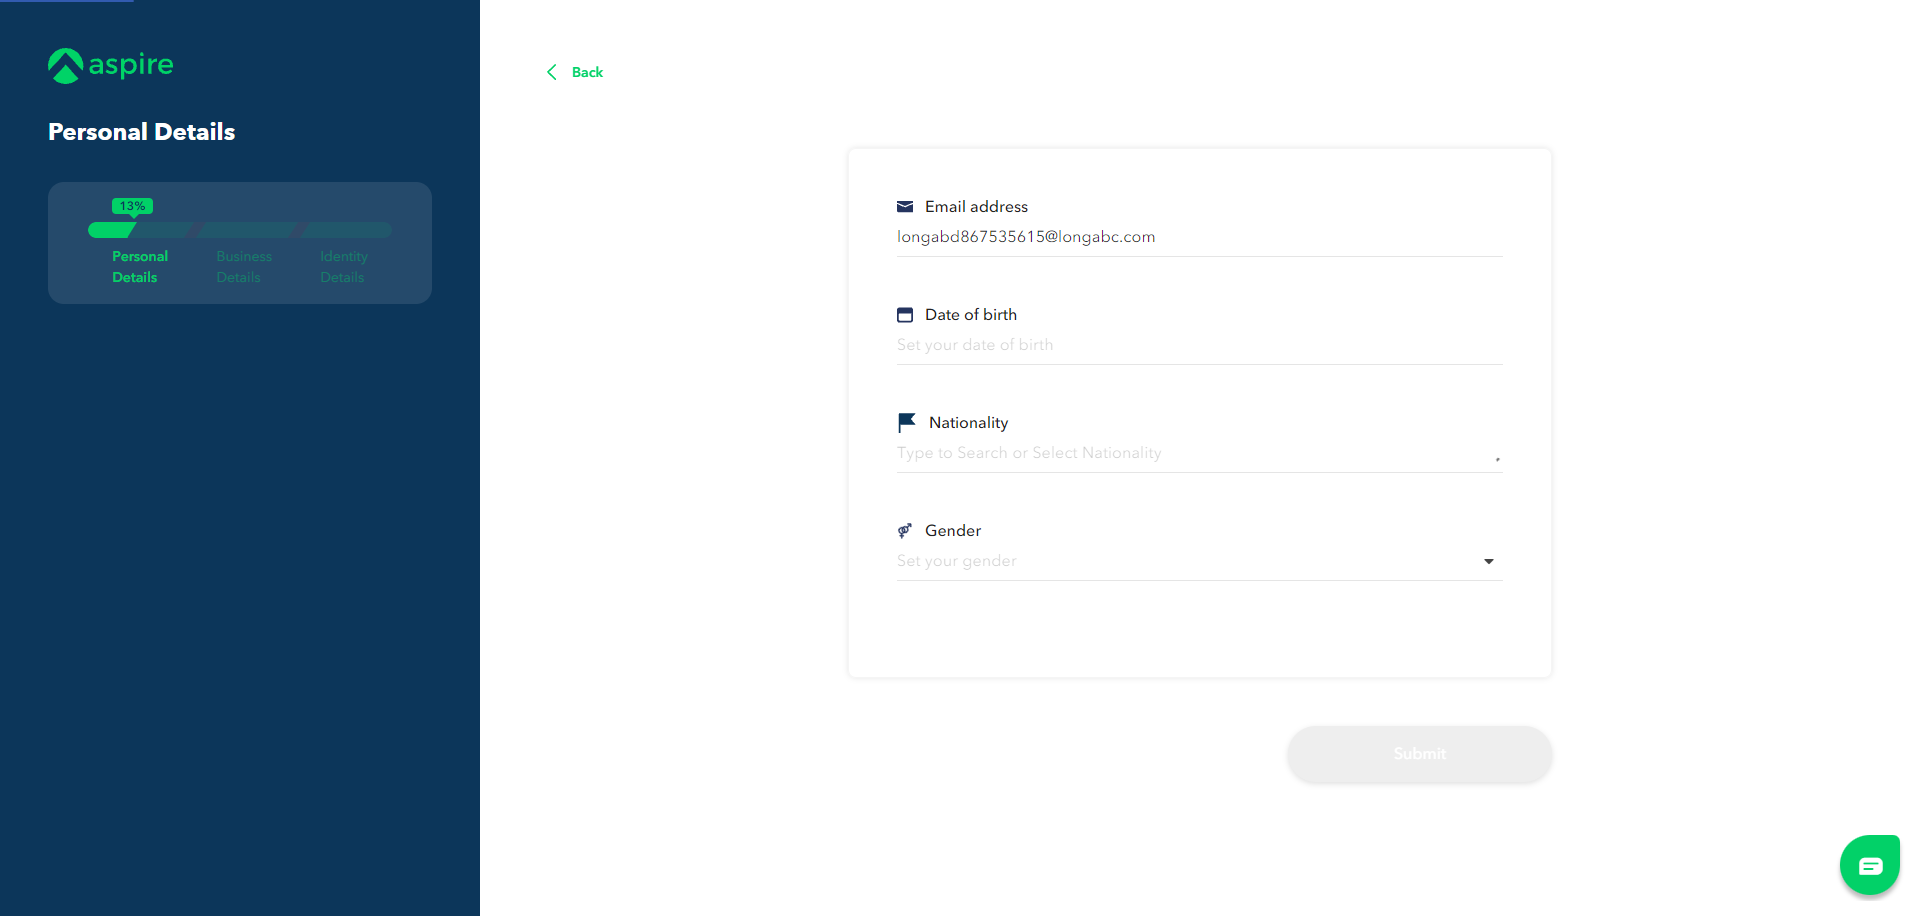 aspire
Personal Details
13%
Personal Details
Business Details
Identity Details
Back
Email address
longabd867535615@longabc.com
Date of birth
Set your date of birth
Nationality
Type to Search or Select Nationality
Gender
Set your gender
Submit